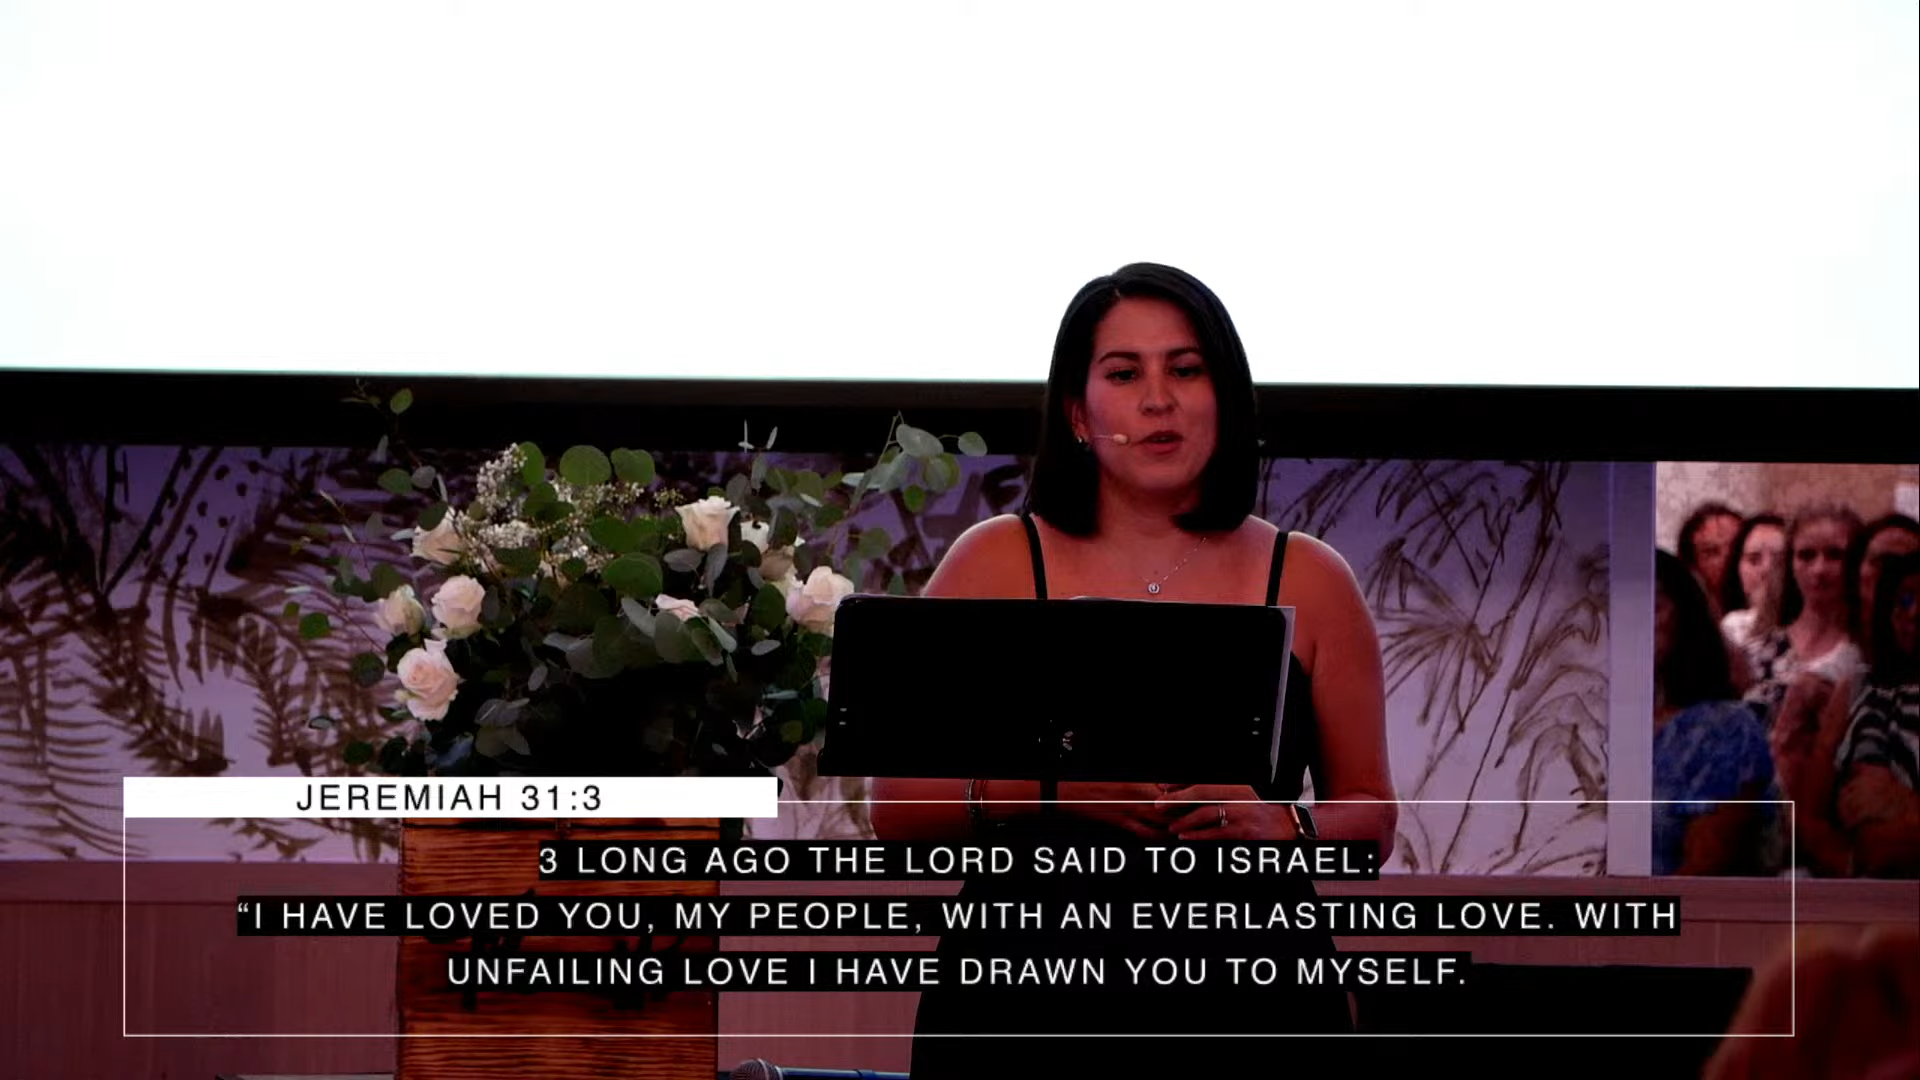 JEREMIAH 31:3
3 LONG AGO THE LORD SAID TO ISRAEL:
“I HAVE LOVED YOU, MY PEOPLE, WITH AN EVERLASTING LOVE. WITH
UNFAILING LOVE I HAVE DRAWN YOU TO MYSELF.